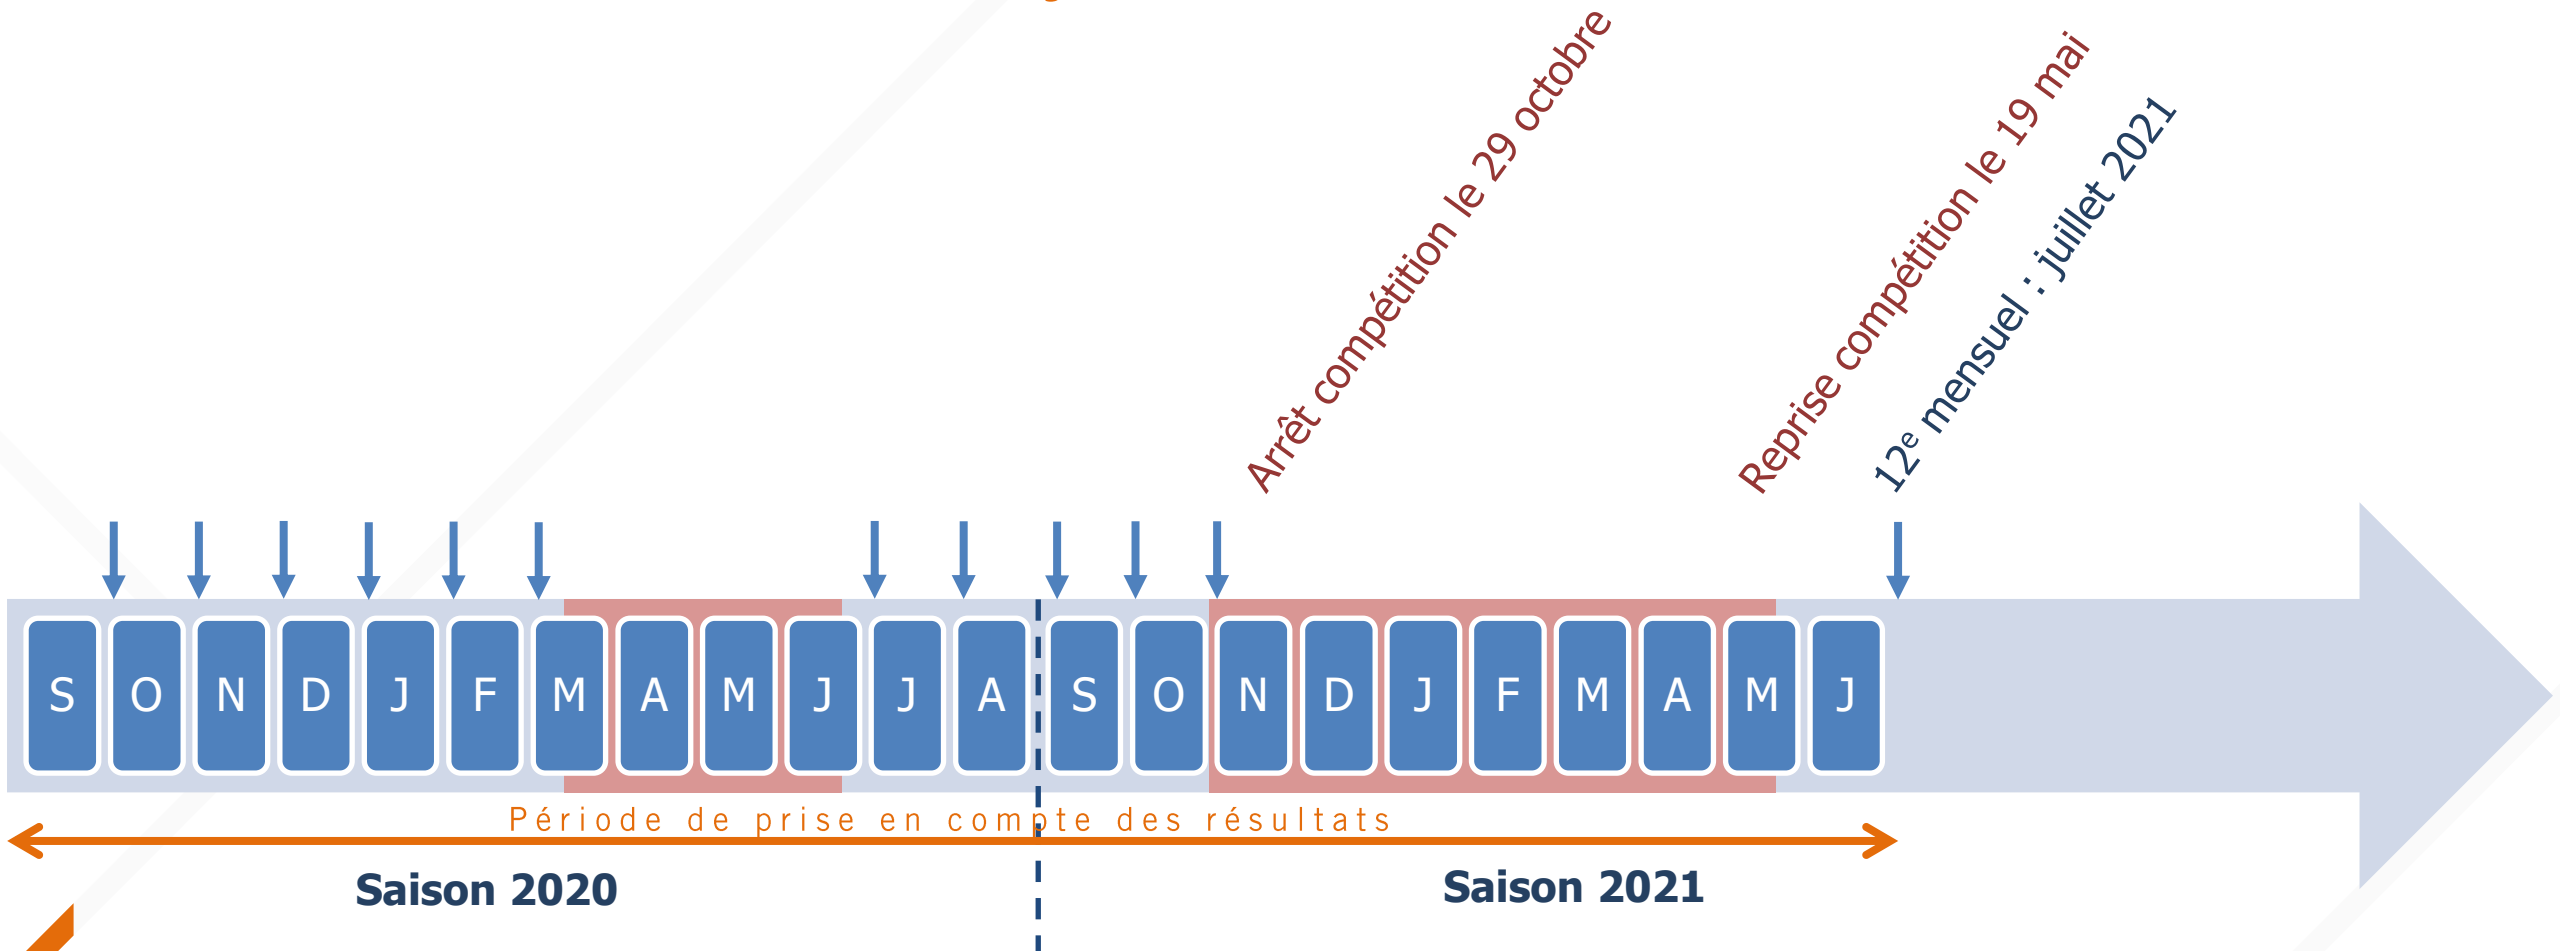 Arrêt compétition le 29 octobre
Reprise compétition le 19 mai
12e mensuel : juillet 2021
S O N D J F M A M J J A S O N D J F M A M J
Période de prise en compte des résultats
Saison 2020
Saison 2021